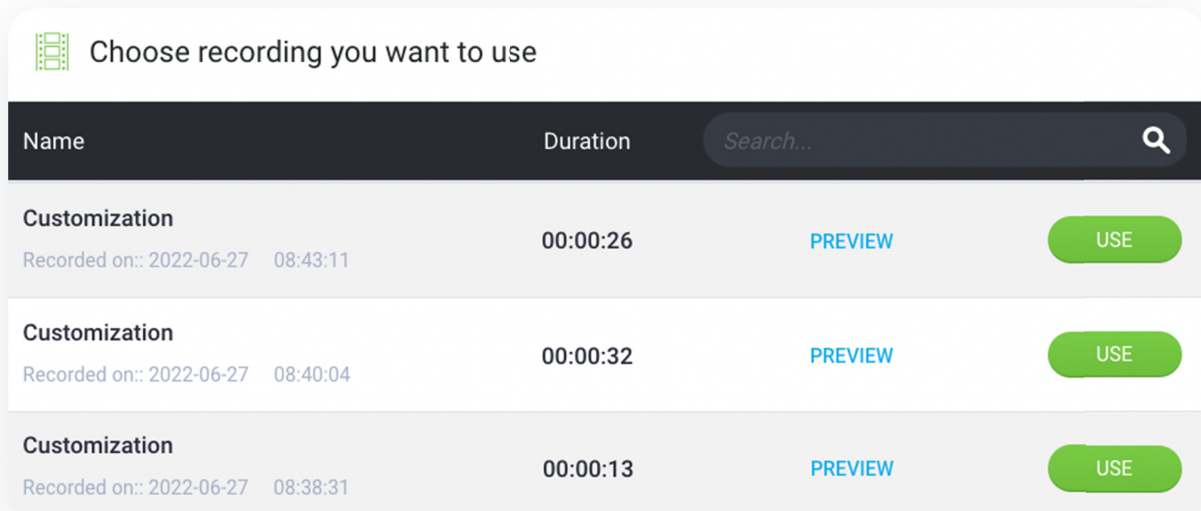 Choose recording you want to use
Name Duration Search...
Customization
Recorded on:: 2022-06-27 08:43:11
00:00:26 PREVIEW USE
Customization
Recorded on:: 2022-06-27 08:40:04
00:00:32 PREVIEW USE
Customization
Recorded on:: 2022-06-27 08:38:31
00:00:13 PREVIEW USE